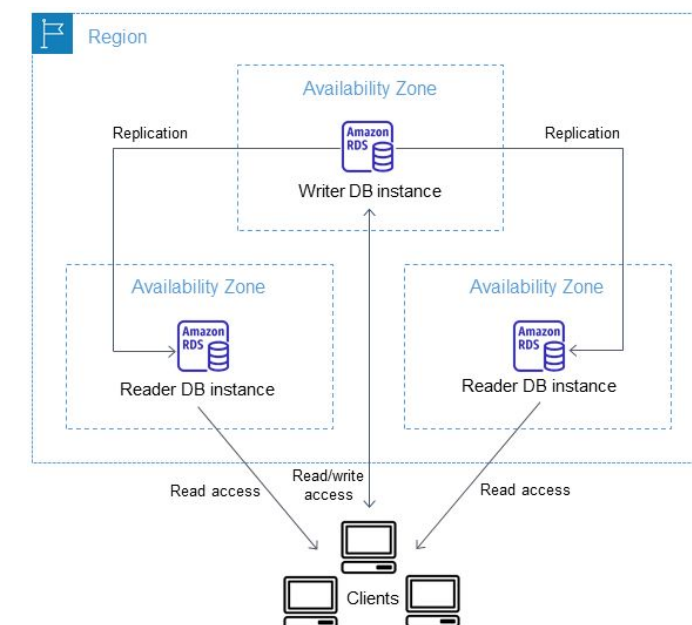 Region
Availability Zone
Replication
Amazon
RDS
Replication
Writer DB instance
Availability Zone
Availability Zone
Amazon
RDS
Amazon
RDS
Reader DB instance
Reader DB instance
Read access
Read/write
access
Read access
Clients